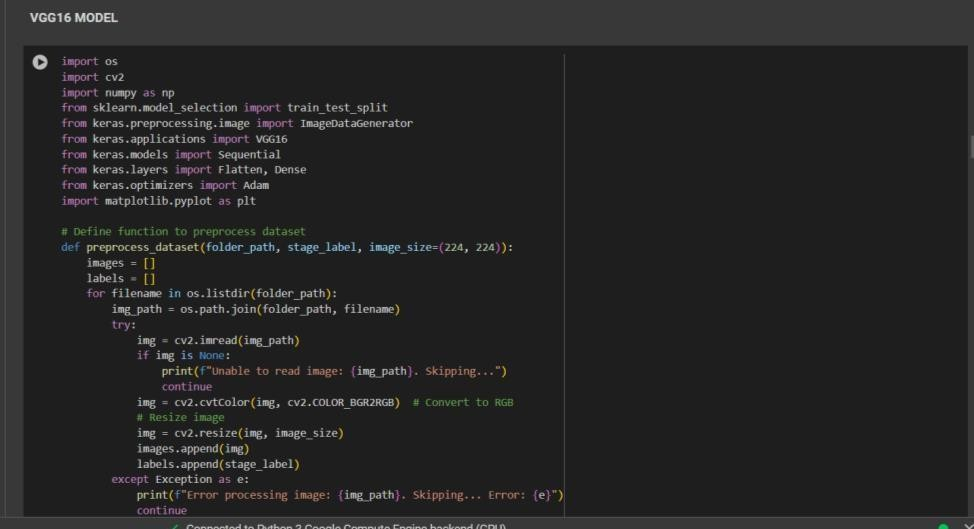 VGG16 MODEL
import os
import cv2
import numpy as np
from sklearn.model_selection import train_test_split
from keras.preprocessing.image import ImageDataGenerator
from keras.applications import VGG16
from keras.models import Sequential
from keras.layers import Flatten, Dense
from keras.optimizers import Adam
import matplotlib.pyplot as plt
# Define function to preprocess dataset
def preprocess_dataset(folder_path, stage_label, image_size=(224, 224)):
    images = []
    labels = []
    for filename in os.listdir(folder_path):
        img_path = os.path.join(folder_path, filename)
        try:
            img = cv2.imread(img_path)
            if img is None:
                print(f"Unable to read image: {img_path}. Skipping...")
                continue
            img = cv2.cvtColor(img, cv2.COLOR_BGR2RGB)  # Convert to RGB
            # Resize image
            img = cv2.resize(img, image_size)
            images.append(img)
            labels.append(stage_label)
        except Exception as e:
            print(f"Error processing image: {img_path}. Skipping... Error: {e}")
            continue
Connected to Python 3 Google Compute Engine backend (GPU)